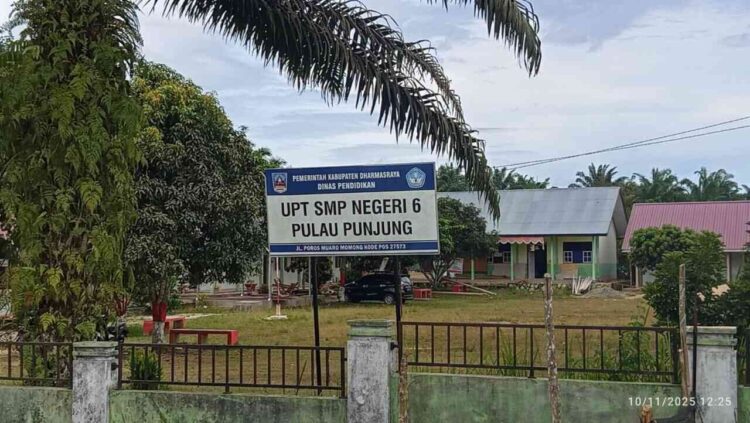 PEMERINTAH KABUPATEN DHARMASRAYA
DINAS PENDIDIKAN
UPT SMP NEGERI 6
PULAU PUNJUNG
JL. POROS MUARO MOMONG KODE POS 27573
10/11/2025 12:25